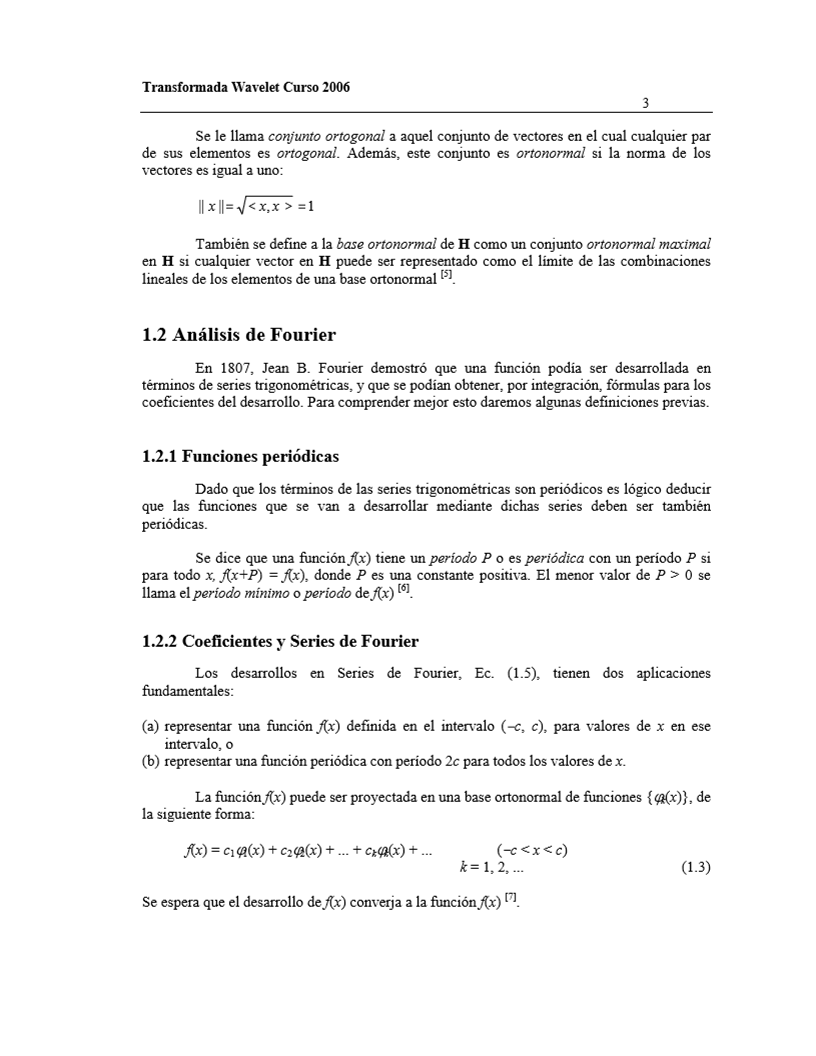 Transformada Wavelet Curso 2006
3
Se le llama conjunto ortogonal a aquel conjunto de vectores en el cual cualquier par
de sus elementos es ortogonal. Además, este conjunto es ortonormal si la norma de los
vectores es igual a uno:
|| x ||= √< x, x > = 1
También se define a la base ortonormal de H como un conjunto ortonormal maximal
en H si cualquier vector en H puede ser representado como el límite de las combinaciones
lineales de los elementos de una base ortonormal [5].
1.2 Análisis de Fourier
En 1807, Jean B. Fourier demostró que una función podía ser desarrollada en
términos de series trigonométricas, y que se podían obtener, por integración, fórmulas para los
coeficientes del desarrollo. Para comprender mejor esto daremos algunas definiciones previas.
1.2.1 Funciones periódicas
Dado que los términos de las series trigonométricas son periódicos es lógico deducir
que las funciones que se van a desarrollar mediante dichas series deben ser también
periódicas.
Se dice que una función f(x) tiene un período P o es periódica con un período P si
para todo x, f(x+P) = f(x), donde P es una constante positiva. El menor valor de P > 0 se
llama el período mínimo o período de f(x) [6].
1.2.2 Coeficientes y Series de Fourier
Los desarrollos en Series de Fourier, Ec. (1.5), tienen dos aplicaciones
fundamentales:
(a) representar una función f(x) definida en el intervalo (−c, c), para valores de x en ese
intervalo, o
(b) representar una función periódica con período 2c para todos los valores de x.
La función f(x) puede ser proyectada en una base ortonormal de funciones {φk(x)}, de
la siguiente forma:
f(x) = c1φ1(x) + c2φ2(x) + ... + ckφk(x) + ... (−c < x < c)
k = 1, 2, ... (1.3)
Se espera que el desarrollo de f(x) converja a la función f(x) [7].